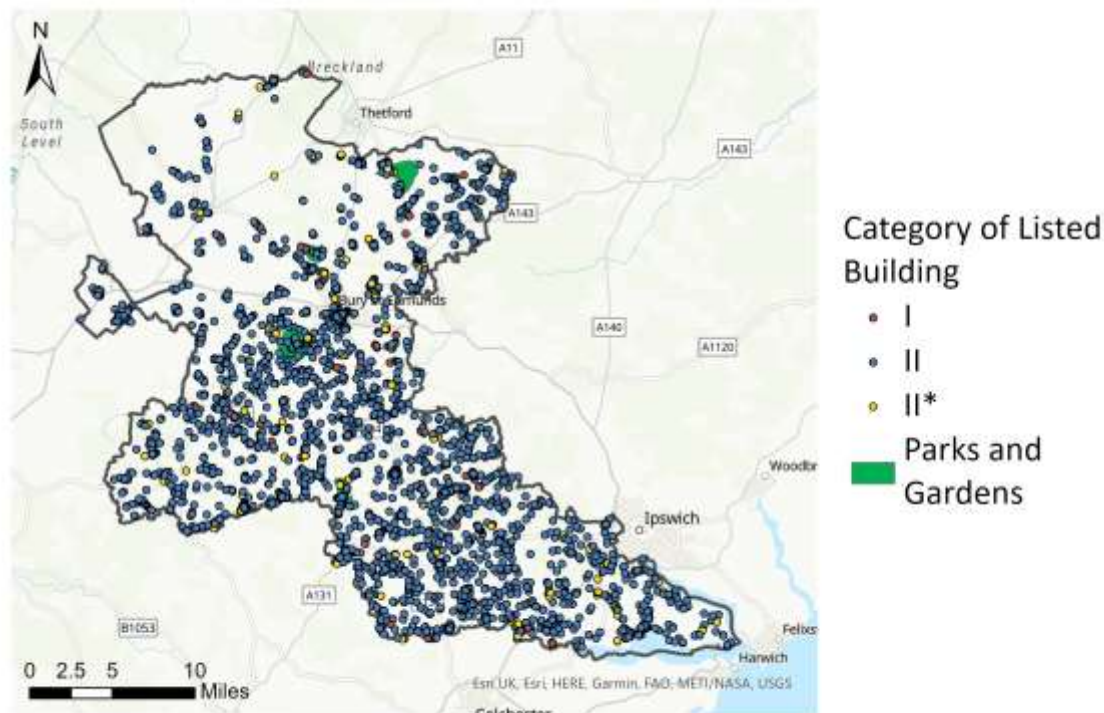 N
Breckland
A11
South
Level
Thetford
A143
A143
Bury Edmunds
A140
A1120
Woodbr
Ipswich
A131
B1053
Felixs
Harwich
0 2.5 5 10
Miles
Esri UK, Esri, HERE, Garmin, FAO, METI/NASA, USGS
Colchester
Category of Listed
Building
I
II
II*
Parks and
Gardens